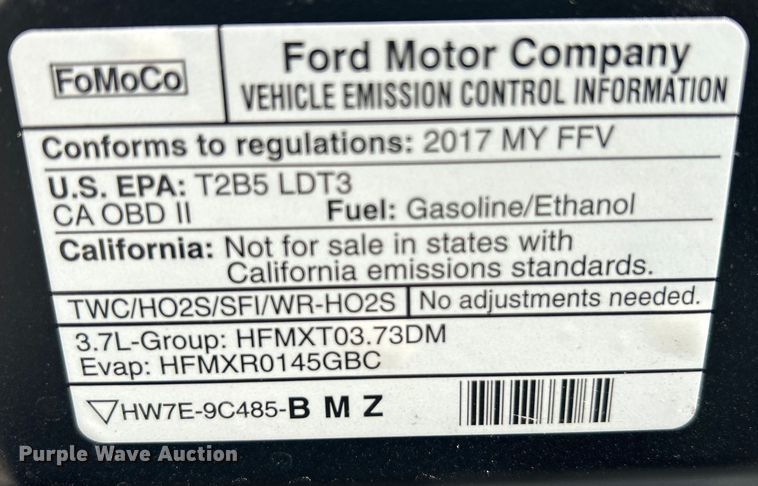 FoMoCo
Ford Motor Company
VEHICLE EMISSION CONTROL INFORMATION
Conforms to regulations: 2017 MY FFV
U.S. EPA: T2B5 LDT3
CA OBD II Fuel: Gasoline/Ethanol
California: Not for sale in states with
California emissions standards.
TWC/HO2S/SFI/WR-HO2S No adjustments needed.
3.7L-Group: HFMXT03.73DM
Evap: HFMXR0145GBC
HW7E-9C485-B M Z
Purple Wave Auction